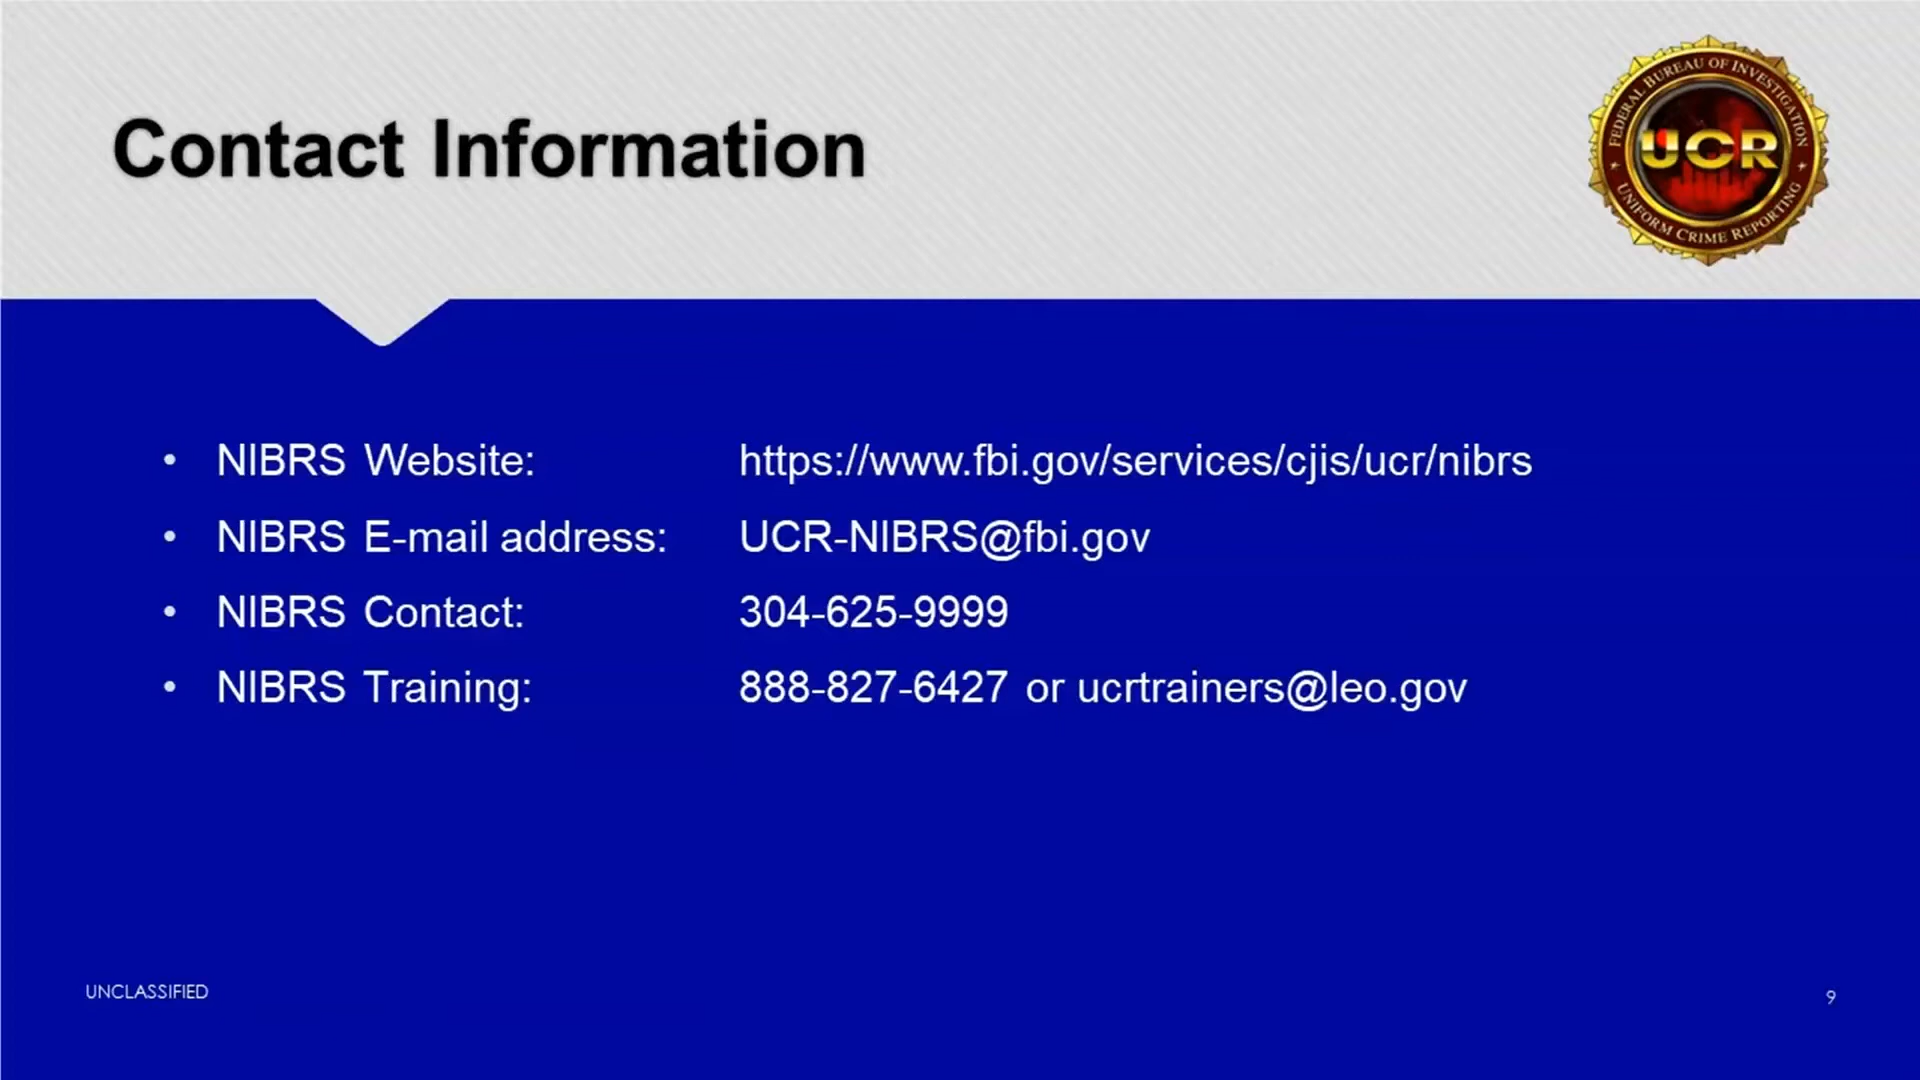 Contact Information
FEDERAL BUREAU OF INVESTIGATION
UCR
UNIFORM CRIME REPORTING
• NIBRS Website: https://www.fbi.gov/services/cjis/ucr/nibrs
• NIBRS E-mail address: UCR-NIBRS@fbi.gov
• NIBRS Contact: 304-625-9999
• NIBRS Training: 888-827-6427 or ucrtrainers@leo.gov
UNCLASSIFIED
9